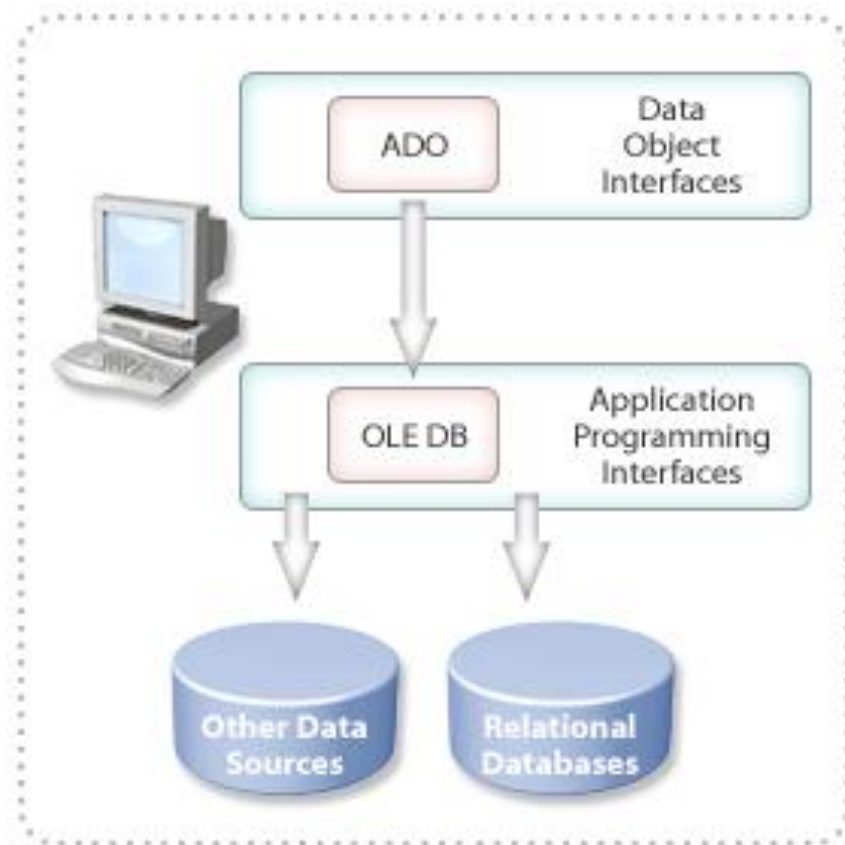 ADO
Data
Object
Interfaces
OLE DB
Application
Programming
Interfaces
Other Data
Sources
Relational
Databases